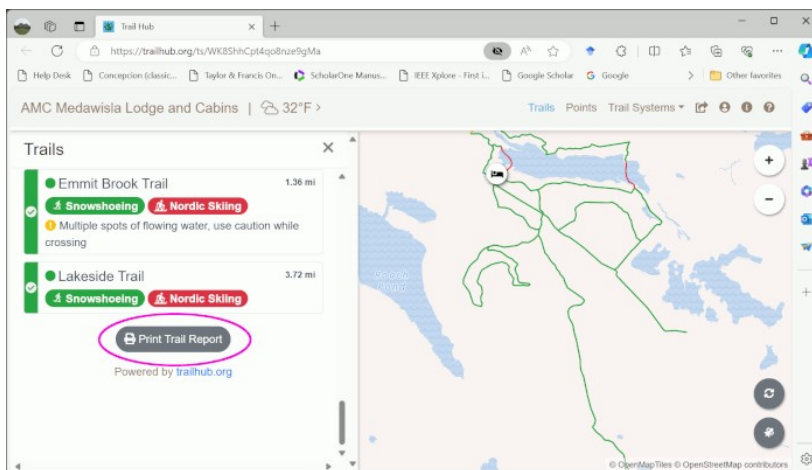 Trail Hub
https://trailhub.org/ts/WK8ShhCpt4qo8nze9gMa
Help Desk
Concepcion (classic...
Taylor & Francis On...
ScholarOne Manus...
IEEE Xplore - First i...
Google Scholar
Google
Other favorites
AMC Medawisla Lodge and Cabins | 32°F >
Trails Points Trail Systems
Trails
Emmit Brook Trail 1.36 mi
Snowshoeing Nordic Skiing
Multiple spots of flowing water, use caution while
crossing
Lakeside Trail 3.72 mi
Snowshoeing Nordic Skiing
Print Trail Report
Powered by trailhub.org
Roach
Pond
© OpenMapTiles © OpenStreetMap contributors